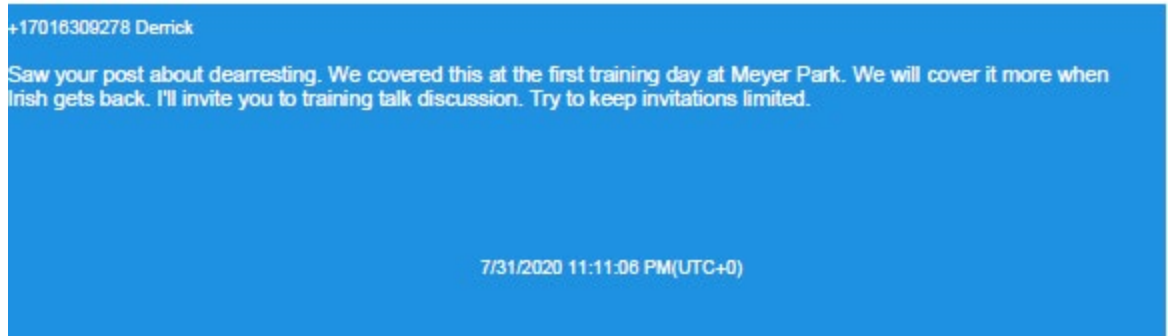 +17016309278 Derrick
Saw your post about dearresting. We covered this at the first training day at Meyer Park. We will cover it more when
Irish gets back. I'll invite you to training talk discussion. Try to keep invitations limited.
7/31/2020 11:11:06 PM(UTC+0)